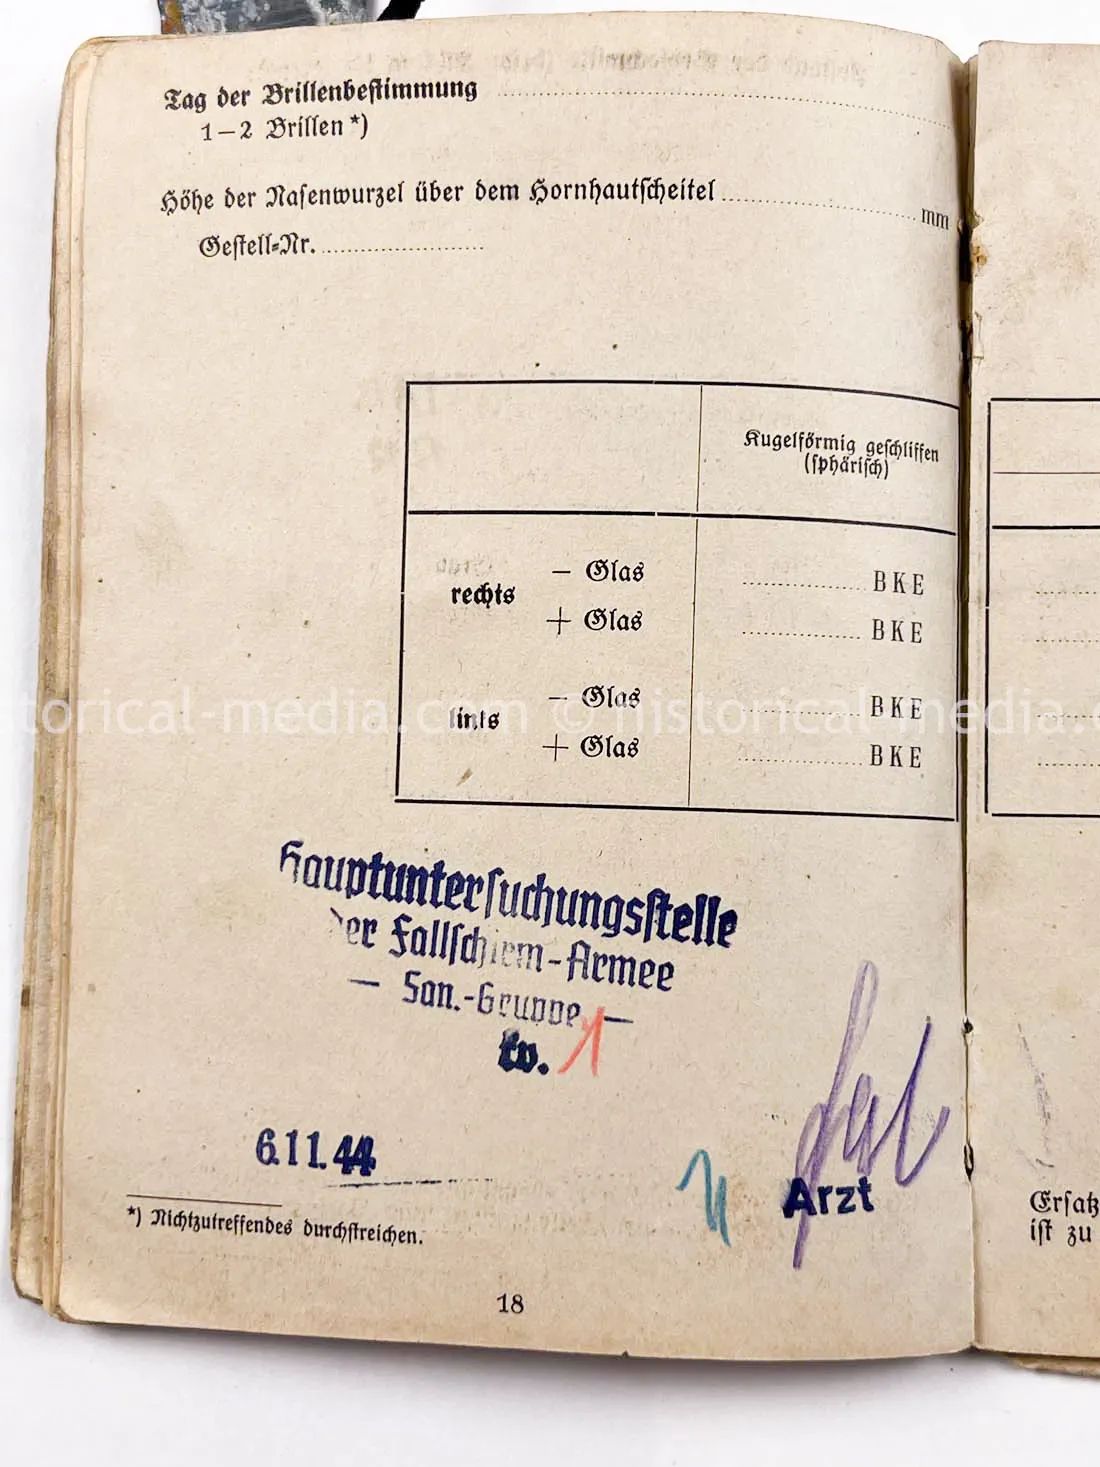 Tag der Brillenbestimmung ........................
1–2 Brillen *)
Höhe der Nasenwurzel über dem Hornhautscheitel .................... mm
Gestell-Nr. ....................
Kugelförmig geschliffen
(sphärisch)
rechts
– Glas .................... BKE
+ Glas .................... BKE
links
– Glas .................... BKE
+ Glas .................... BKE
historical-media.com © historical-media.c
Hauptuntersuchungsstelle
der Fallschirm-Armee
— San.-Gruppe —
kv. 1
6.11.44
Arzt
*) Nichtzutreffendes durchstreichen.
18
Ersatz
ist zu